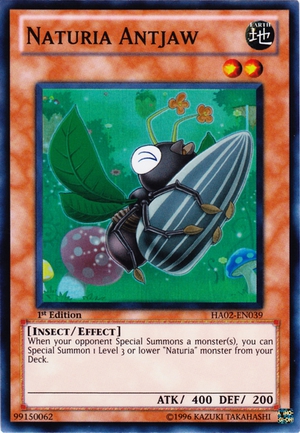 NATURIA ANTJAW
EARTH
地
1st Edition
HA02-EN039
[INSECT/EFFECT]
When your opponent Special Summons a monster(s), you can
Special Summon 1 Level 3 or lower "Naturia" monster from your
Deck.
ATK/ 400 DEF/ 200
99150062
©1996 KAZUKI TAKAHASHI